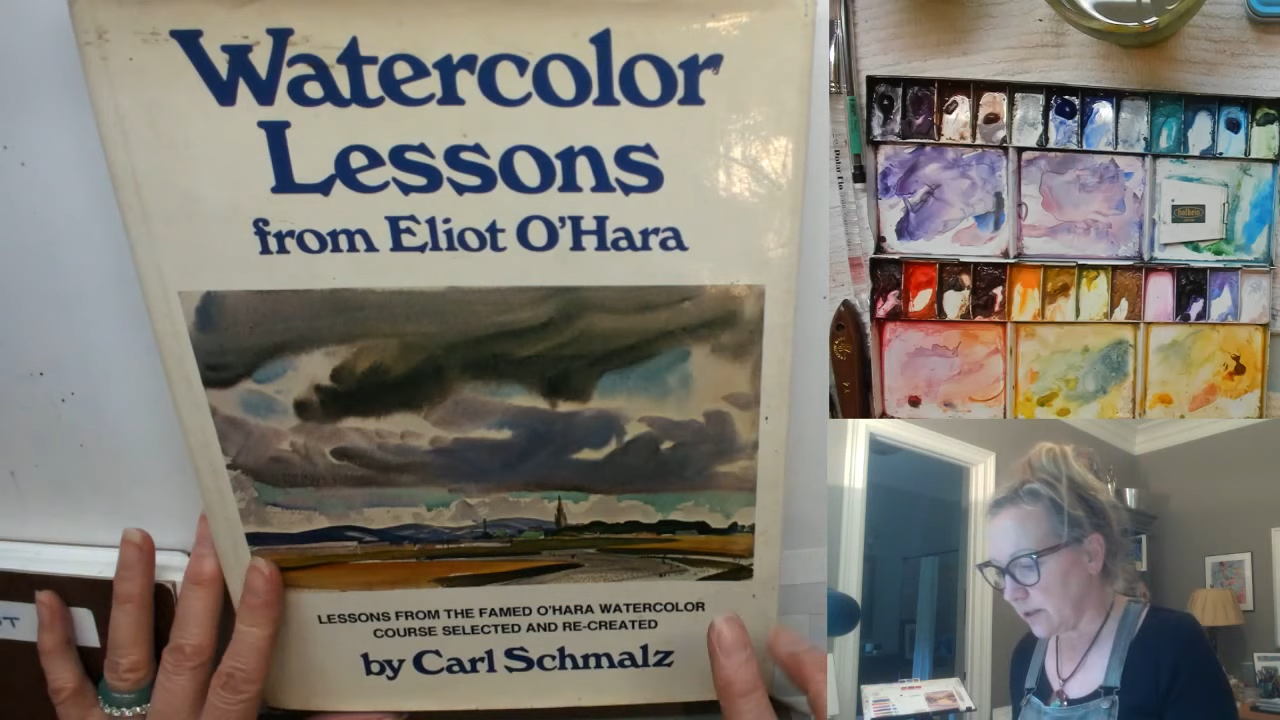 Watercolor
Lessons
from Eliot O'Hara
LESSONS FROM THE FAMED O'HARA WATERCOLOR
COURSE SELECTED AND RE-CREATED
by Carl Schmalz
holbein